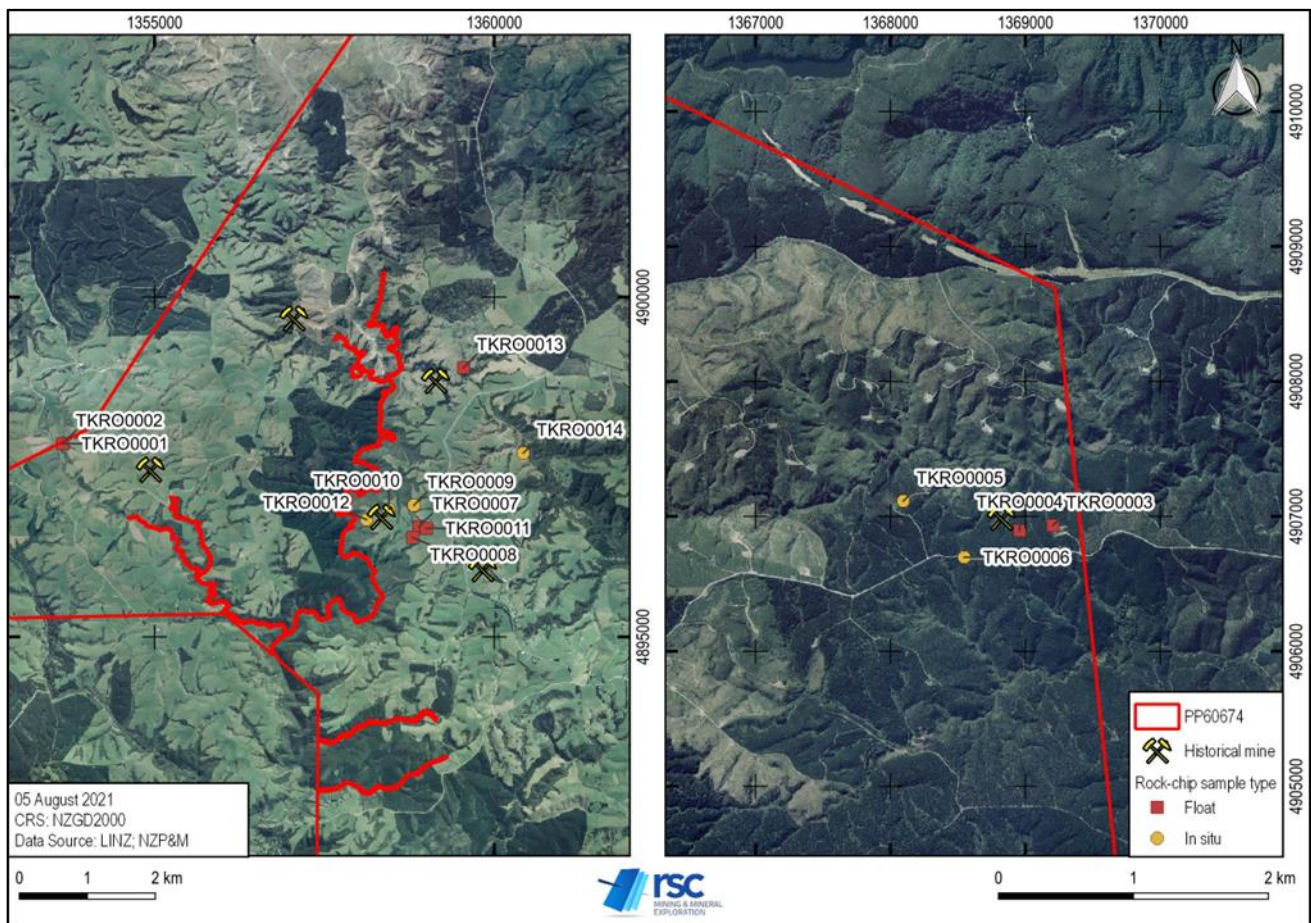 1355000
1360000
1367000
1368000
1369000
1370000
N
4900000
4895000
4910000
4909000
4908000
4907000
4906000
4905000
TKRO0013
TKRO0002
TKRO0001
TKRO0014
TKRO0010
TKRO0009
TKRO0012
TKRO0007
TKRO0011
TKRO0008
TKRO0005
TKRO0004
TKRO0003
TKRO0006
PP60674
Historical mine
Rock-chip sample type
Float
In situ
05 August 2021
CRS: NZGD2000
Data Source: LINZ; NZP&M
0 1 2 km
rsc
MINING & MINERAL
EXPLORATION
0 1 2 km